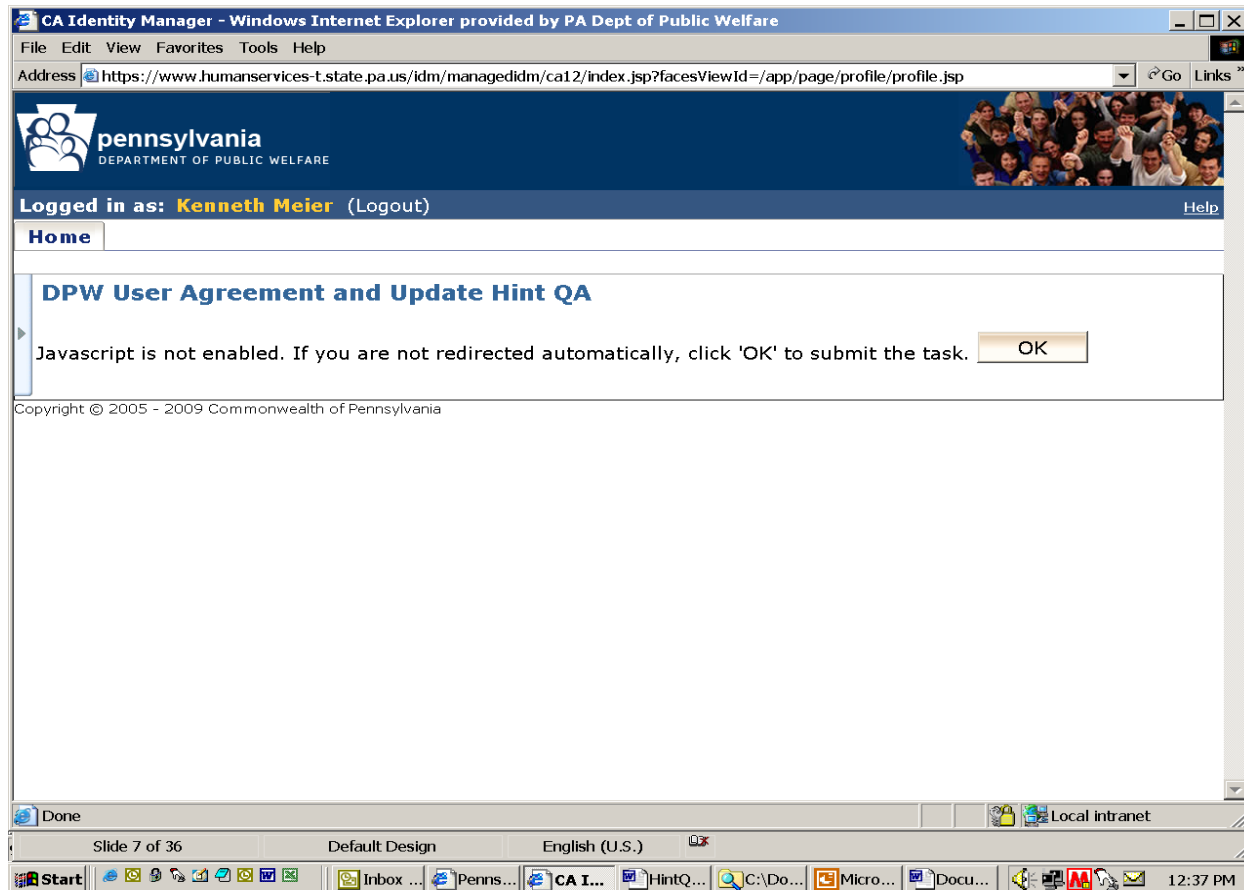 CA Identity Manager - Windows Internet Explorer provided by PA Dept of Public Welfare
File Edit View Favorites Tools Help
Address https://www.humanservices-t.state.pa.us/idm/managedidm/ca12/index.jsp?facesViewId=/app/page/profile/profile.jsp Go Links »
pennsylvania
DEPARTMENT OF PUBLIC WELFARE
Logged in as: Kenneth Meier (Logout) Help
Home
DPW User Agreement and Update Hint QA
Javascript is not enabled. If you are not redirected automatically, click 'OK' to submit the task. OK
Copyright © 2005 - 2009 Commonwealth of Pennsylvania
Done Local intranet
Slide 7 of 36 Default Design English (U.S.)
Start Inbox ... Penns... CA I... HintQ... C:\Do... Micro... Docu... 12:37 PM